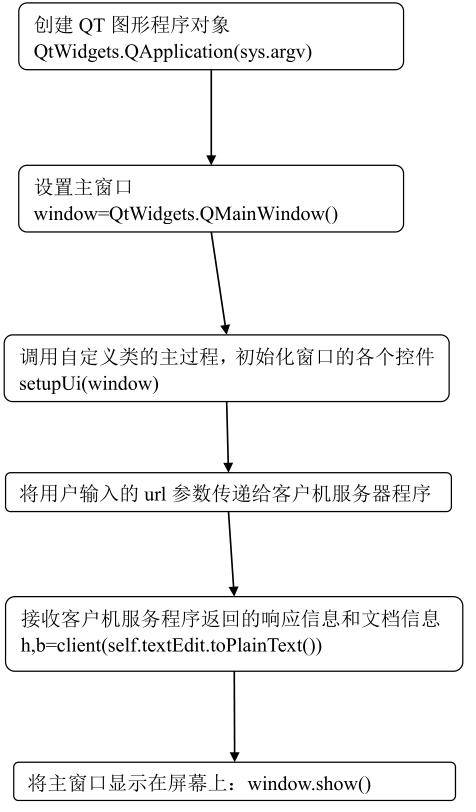 创建 QT 图形程序对象
QtWidgets.QApplication(sys.argv)
设置主窗口
window=QtWidgets.QMainWindow()
调用自定义类的主过程，初始化窗口的各个控件
setupUi(window)
将用户输入的 url 参数传递给客户机服务器程序
接收客户机服务程序返回的响应信息和文档信息
h,b=client(self.textEdit.toPlainText())
将主窗口显示在屏幕上：window.show()